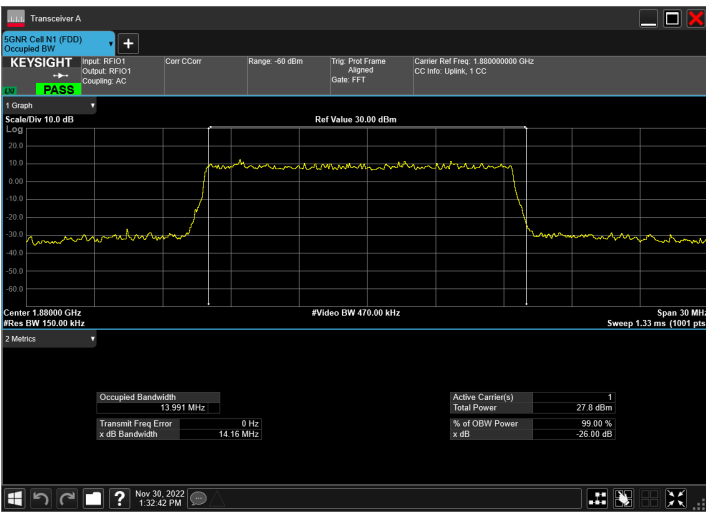 Transceiver A
5GNR Cell N1 (FDD)
Occupied BW
KEYSIGHT
LXI
PASS
Input: RFIO1
Output: RFIO1
Coupling: AC
Corr CCorr
Range: -60 dBm
Trig: Prot Frame
Aligned
Gate: FFT
Carrier Ref Freq: 1.880000000 GHz
CC Info: Uplink, 1 CC
1 Graph
Scale/Div 10.0 dB
Ref Value 30.00 dBm
Log
20.0
10.0
0.00
-10.0
-20.0
-30.0
-40.0
-50.0
-60.0
Center 1.88000 GHz
#Video BW 470.00 kHz
Span 30 MHz
#Res BW 150.00 kHz
Sweep 1.33 ms (1001 pts
2 Metrics
Occupied Bandwidth
13.991 MHz
Transmit Freq Error 0 Hz
x dB Bandwidth 14.16 MHz
Active Carrier(s) 1
Total Power 27.8 dBm
% of OBW Power 99.00 %
x dB -26.00 dB
?
Nov 30, 2022
1:32:42 PM